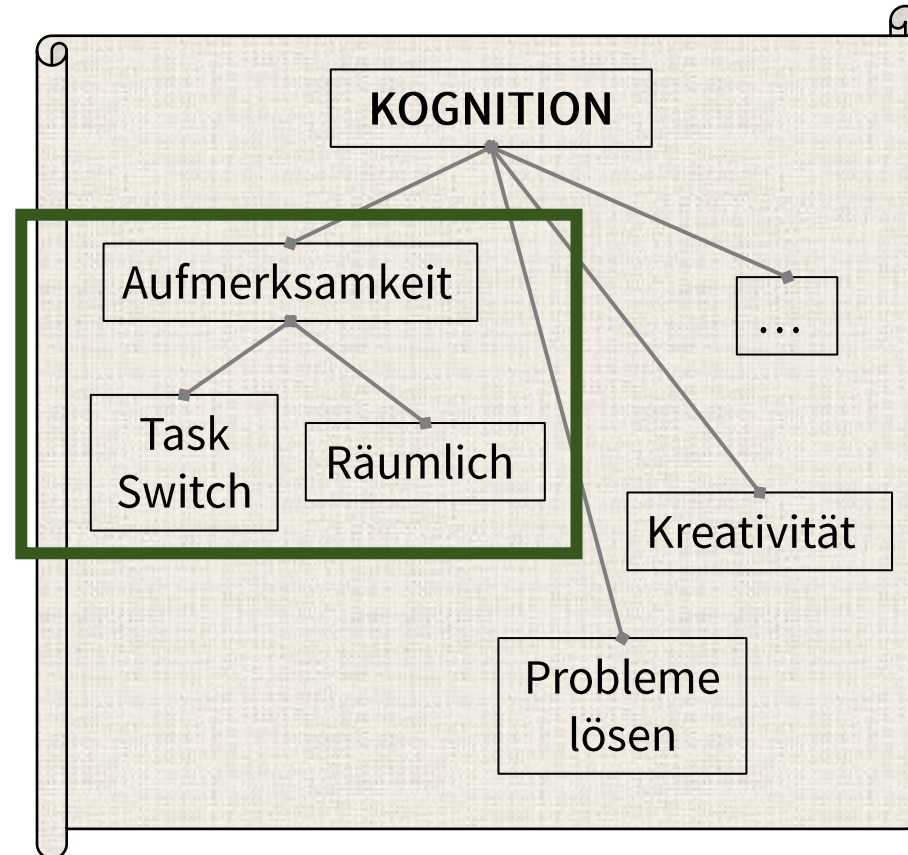 KOGNITION
Aufmerksamkeit
...
Task
Switch
Räumlich
Kreativität
Probleme
lösen